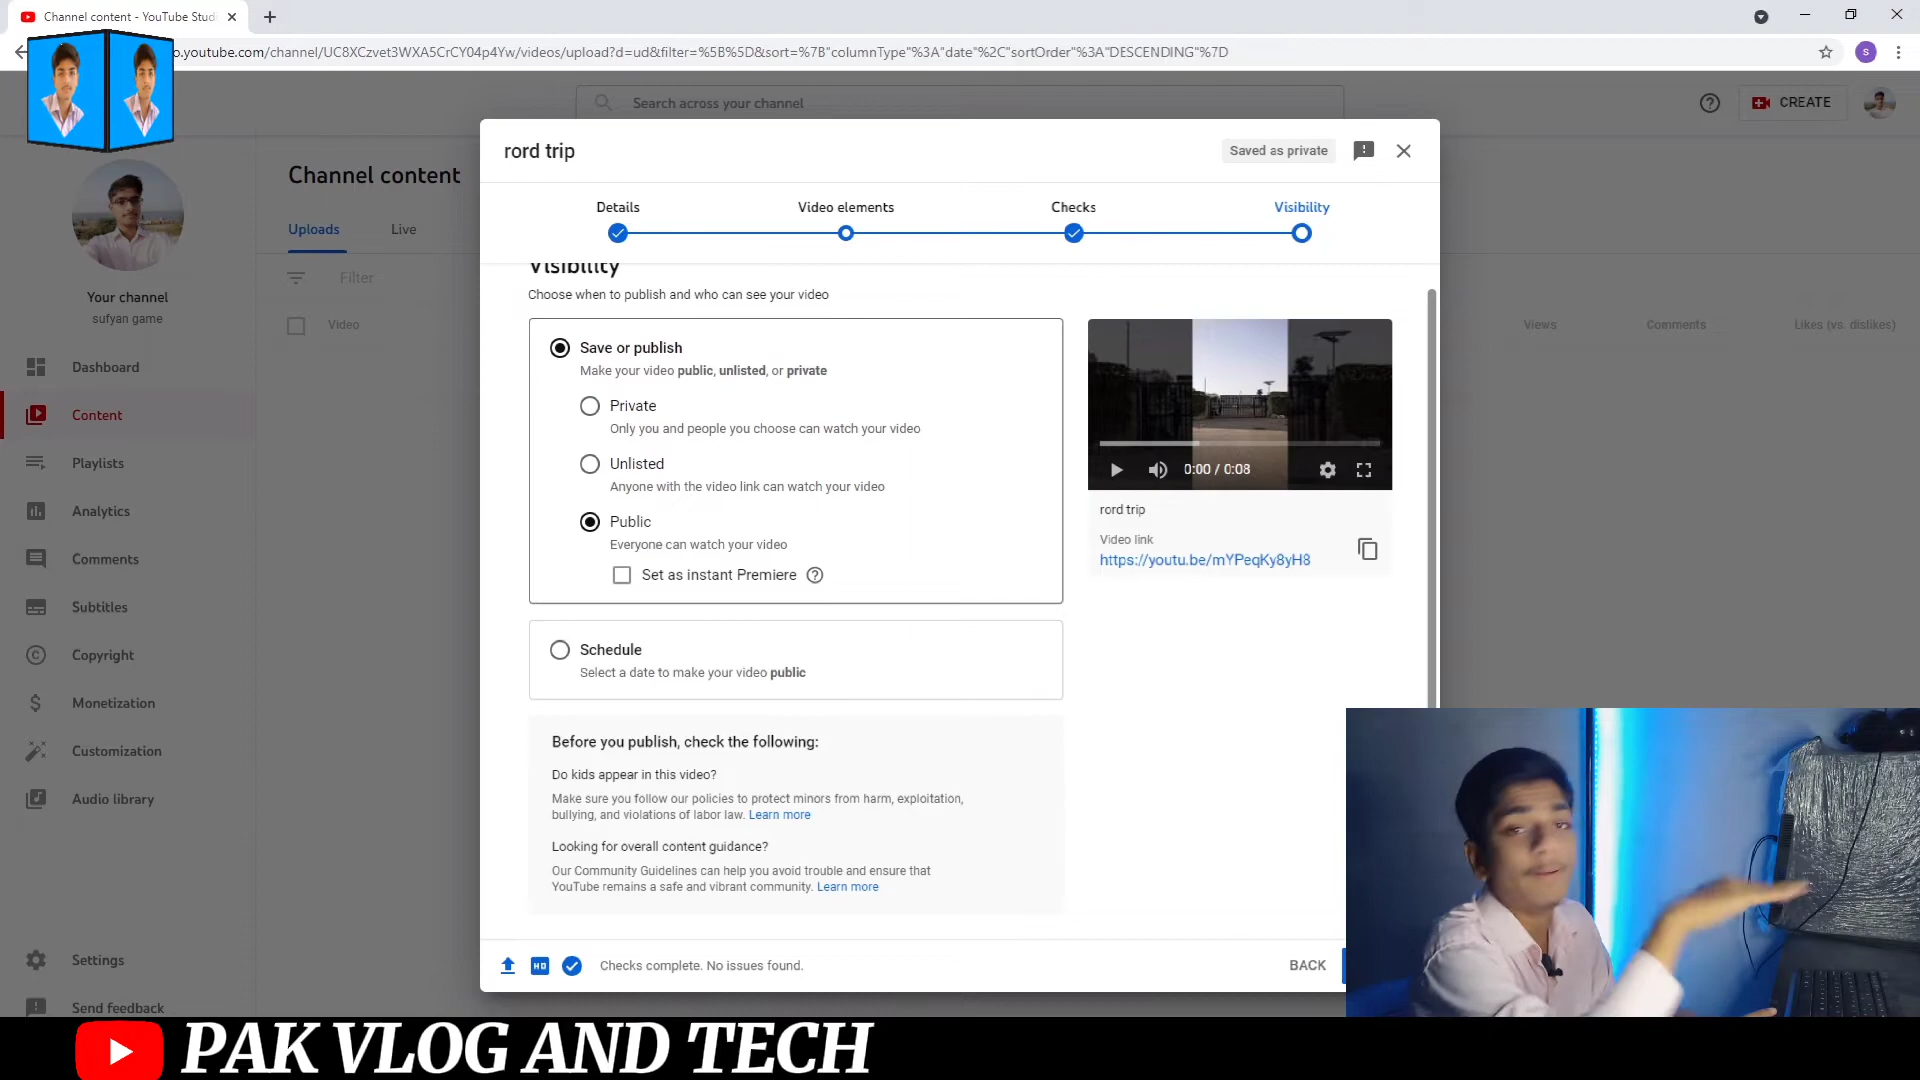 Channel content - YouTube Studi
o.youtube.com/channel/UC8XCzvet3WXA5CrCY04p4Yw/videos/upload?d=ud&filter=%5B%5D&sort=%7B"columnType"%3A"date"%2C"sortOrder"%3A"DESCENDING"%7D
S
Search across your channel
CREATE
Your channel
sufyan game
Dashboard
Content
Playlists
Analytics
Comments
Subtitles
Copyright
Monetization
Customization
Audio library
Settings
Send feedback
Channel content
Uploads
Live
Filter
Video
Views
Comments
Likes (vs. dislikes)
rord trip
Saved as private
Details
Video elements
Checks
Visibility
Visibility
Choose when to publish and who can see your video
Save or publish
Make your video public, unlisted, or private
Private
Only you and people you choose can watch your video
Unlisted
Anyone with the video link can watch your video
Public
Everyone can watch your video
Set as instant Premiere
Schedule
Select a date to make your video public
Before you publish, check the following:
Do kids appear in this video?
Make sure you follow our policies to protect minors from harm, exploitation,
bullying, and violations of labor law. Learn more
Looking for overall content guidance?
Our Community Guidelines can help you avoid trouble and ensure that
YouTube remains a safe and vibrant community. Learn more
0:00 / 0:08
rord trip
Video link
https://youtu.be/mYPeqKy8yH8
HD
Checks complete. No issues found.
BACK
PAK VLOG AND TECH